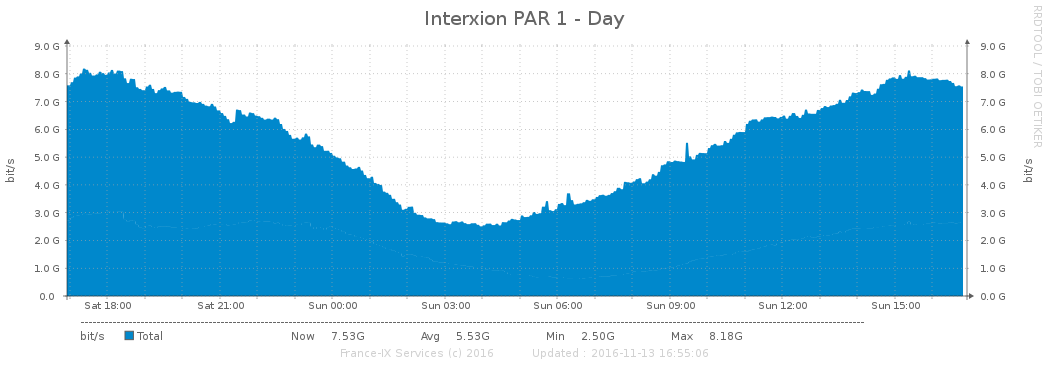 Interxion PAR 1 - Day
RRDTOOL / TOBI OETIKER
9.0 G 9.0 G
8.0 G 8.0 G
7.0 G 7.0 G
6.0 G 6.0 G
5.0 G 5.0 G
4.0 G 4.0 G
3.0 G 3.0 G
2.0 G 2.0 G
1.0 G 1.0 G
0.0 0.0 G
bit/s bit/s
Sat 18:00 Sat 21:00 Sun 00:00 Sun 03:00 Sun 06:00 Sun 09:00 Sun 12:00 Sun 15:00
bit/s Total Now 7.53G Avg 5.53G Min 2.50G Max 8.18G
France-IX Services (c) 2016 Updated : 2016-11-13 16:55:06